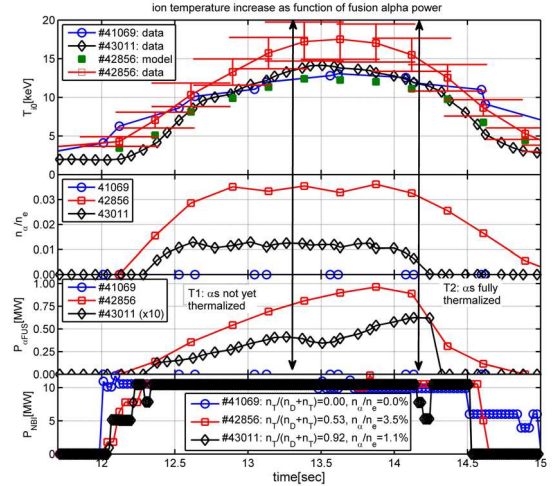 ion temperature increase as function of fusion alpha power
#41069: data
#43011: data
#42856: model
#42856: data
T_i0[keV]
20
15
10
5
0
41069
42856
43011
n_α/n_e
0.03
0.02
0.01
0.00
#41069
#42856
#43011 (x10)
P_αFUS[MW]
1.00
0.75
0.50
0.25
0.00
T1: αs not yet
thermalized
T2: αs fully
thermalized
P_NBI[MW]
10
5
0
#41069: n_T/(n_D+n_T)=0.00, n_α/n_e=0.0%
#42856: n_T/(n_D+n_T)=0.53, n_α/n_e=3.5%
#43011: n_T/(n_D+n_T)=0.92, n_α/n_e=1.1%
12 12.5 13 13.5 14 14.5 15
time[sec]